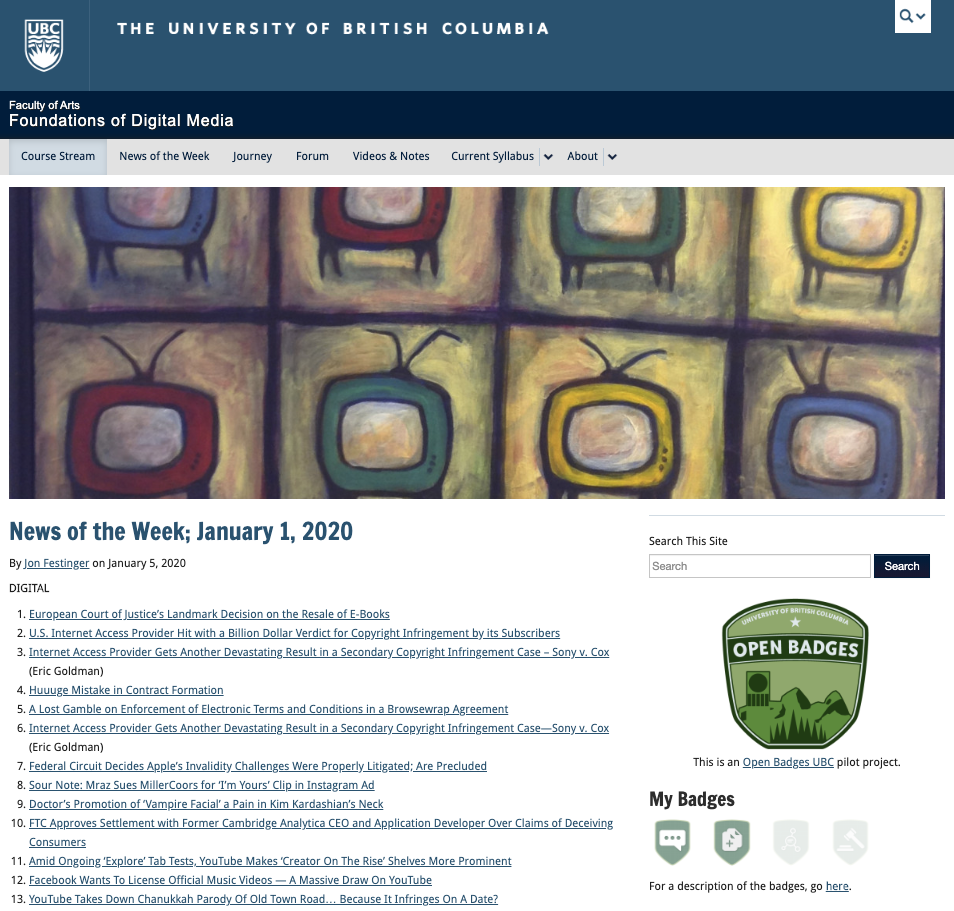 UBC
THE UNIVERSITY OF BRITISH COLUMBIA
Faculty of Arts
Foundations of Digital Media
Course Stream
News of the Week
Journey
Forum
Videos & Notes
Current Syllabus
About
News of the Week; January 1, 2020
By Jon Festinger on January 5, 2020
DIGITAL
1. European Court of Justice’s Landmark Decision on the Resale of E-Books
2. U.S. Internet Access Provider Hit with a Billion Dollar Verdict for Copyright Infringement by its Subscribers
3. Internet Access Provider Gets Another Devastating Result in a Secondary Copyright Infringement Case – Sony v. Cox
(Eric Goldman)
4. Huuuge Mistake in Contract Formation
5. A Lost Gamble on Enforcement of Electronic Terms and Conditions in a Browsewrap Agreement
6. Internet Access Provider Gets Another Devastating Result in a Secondary Copyright Infringement Case—Sony v. Cox
(Eric Goldman)
7. Federal Circuit Decides Apple’s Invalidity Challenges Were Properly Litigated; Are Precluded
8. Sour Note: Mraz Sues MillerCoors for ‘I’m Yours’ Clip in Instagram Ad
9. Doctor’s Promotion of ‘Vampire Facial’ a Pain in Kim Kardashian’s Neck
10. FTC Approves Settlement with Former Cambridge Analytica CEO and Application Developer Over Claims of Deceiving
Consumers
11. Amid Ongoing ‘Explore’ Tab Tests, YouTube Makes ‘Creator On The Rise’ Shelves More Prominent
12. Facebook Wants To License Official Music Videos — A Massive Draw On YouTube
13. YouTube Takes Down Chanukkah Parody Of Old Town Road… Because It Infringes On A Date?
Search This Site
Search
Search
UNIVERSITY OF BRITISH COLUMBIA
OPEN BADGES
This is an Open Badges UBC pilot project.
My Badges
For a description of the badges, go here.